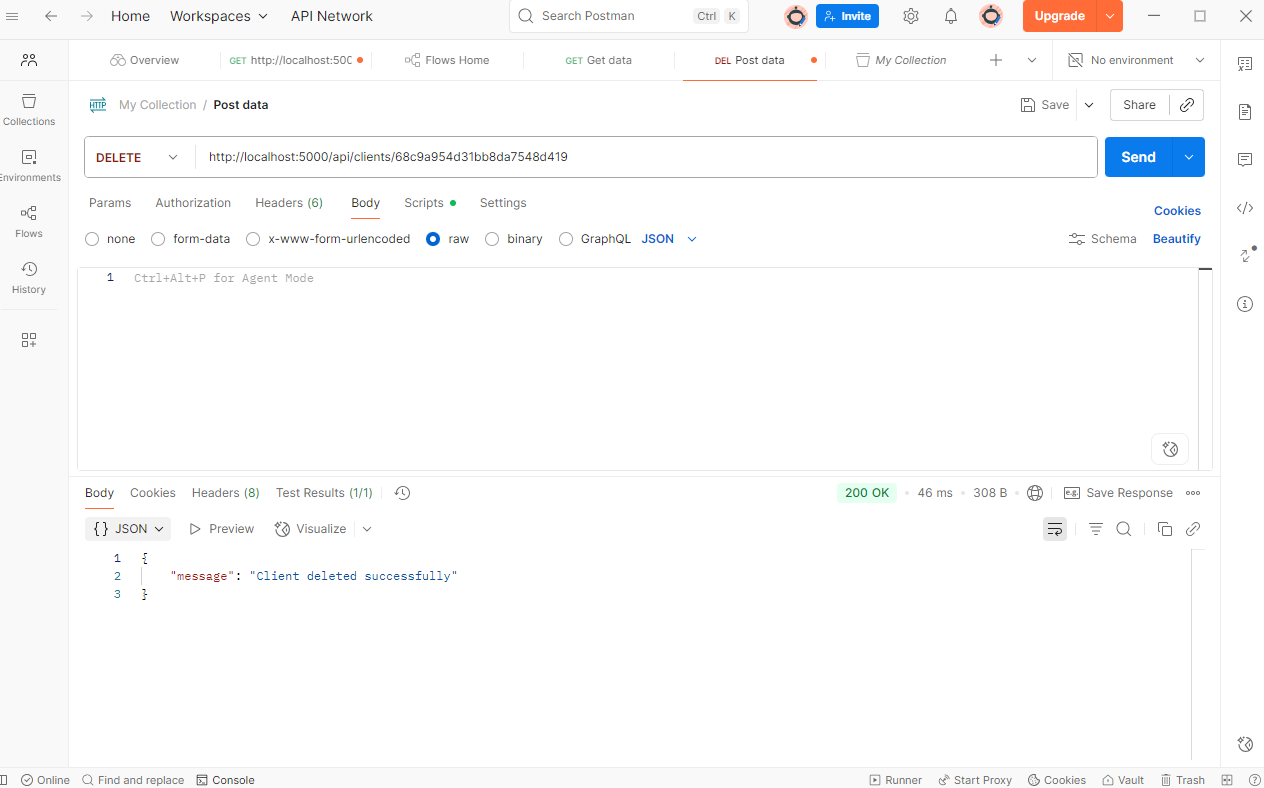 Home Workspaces API Network Search Postman Ctrl K Invite Upgrade
Overview GET http://localhost:500 Flows Home GET Get data DEL Post data My Collection No environment
HTTP My Collection / Post data Save Share
Collections
Environments
Flows
History
DELETE http://localhost:5000/api/clients/68c9a954d31bb8da7548d419 Send
Params Authorization Headers (6) Body Scripts Settings Cookies
none form-data x-www-form-urlencoded raw binary GraphQL JSON Schema Beautify
1 Ctrl+Alt+P for Agent Mode
Body Cookies Headers (8) Test Results (1/1) 200 OK 46 ms 308 B e.g. Save Response
{} JSON Preview Visualize
1 {
2 "message": "Client deleted successfully"
3 }
Online Find and replace Console Runner Start Proxy Cookies Vault Trash